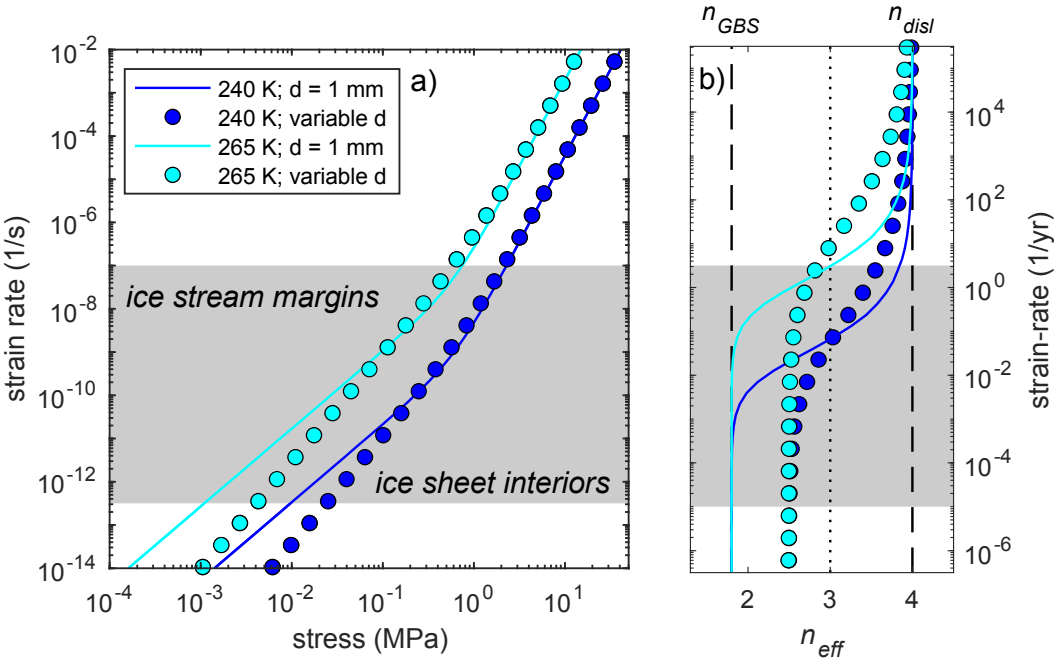 a)
240 K; d = 1 mm
240 K; variable d
265 K; d = 1 mm
265 K; variable d
ice stream margins
ice sheet interiors
strain rate (1/s)
10^-2
10^-4
10^-6
10^-8
10^-10
10^-12
10^-14
10^-4
10^-3
10^-2
10^-1
10^0
10^1
stress (MPa)
n_GBS
n_disl
b)
10^4
10^2
10^0
10^-2
10^-4
10^-6
strain-rate (1/yr)
2
3
4
n_eff